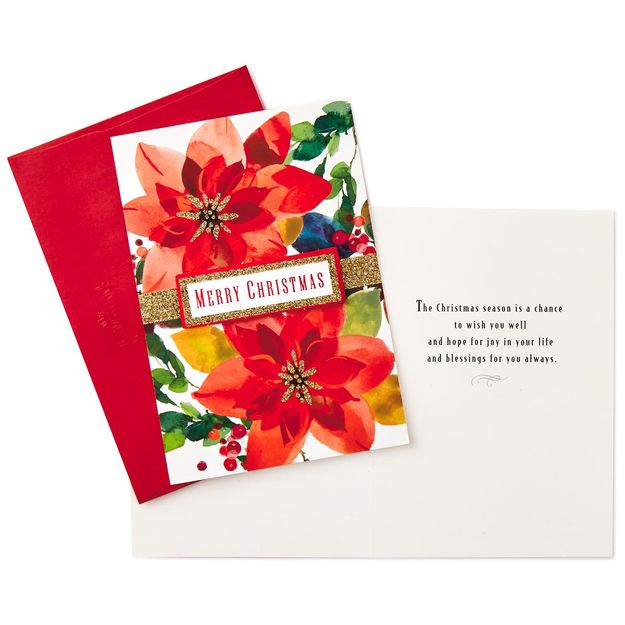 MERRY CHRISTMAS
The Christmas season is a chance
to wish you well
and hope for joy in your life
and blessings for you always.